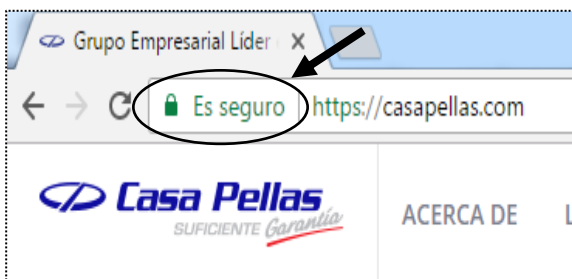 Grupo Empresarial Líder
Es seguro https://casapellas.com
Casa Pellas
SUFICIENTE Garantía
ACERCA DE